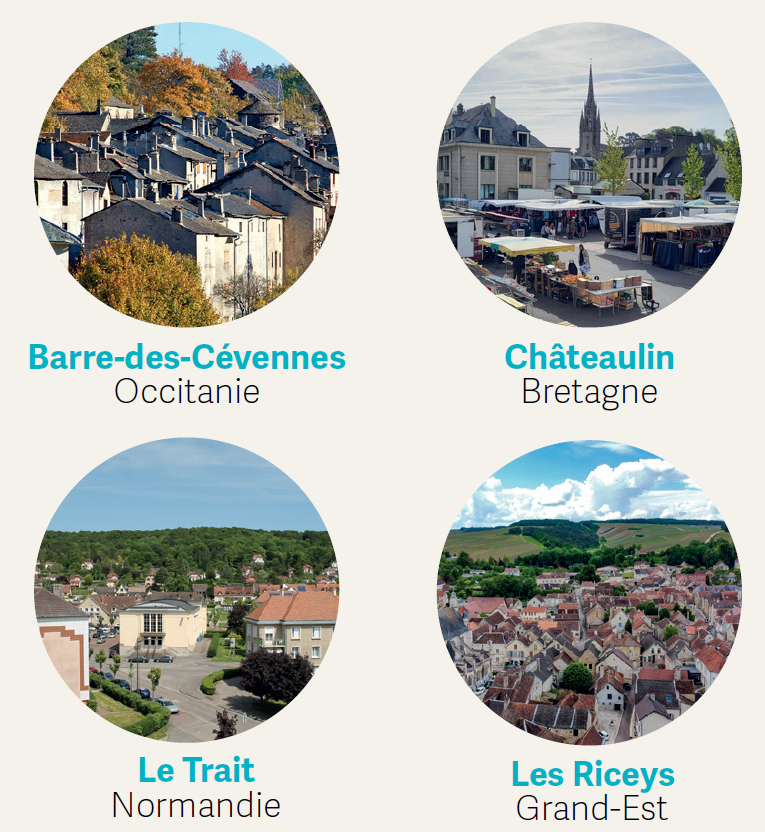 Barre-des-Cévennes
Occitanie
Châteaulin
Bretagne
Le Trait
Normandie
Les Riceys
Grand-Est